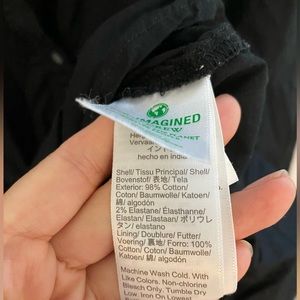 IMAGINED
CREW
PLANET
hecho en india
Shell/ Tissu Principal/ Shell/
Bovenstof/ 表地/ Tela
Exterior: 98% Cotton/
Coton/ Baumwolle/ Katoen/
綿/ algodón
2% Elastane/ Élasthanne/
Elastan/ Elastaan/ ポリウレ
タン/ elastano
Lining/ Doublure/ Futter/
Voering/ 裏地/ Forro: 100%
Cotton/ Coton/
Baumwolle/ Katoen/
綿/ algodón
Machine Wash Cold. With
Like Colors. Non-chlorine
Bleach Only. Tumble Dry
Low. Iron On Lowest